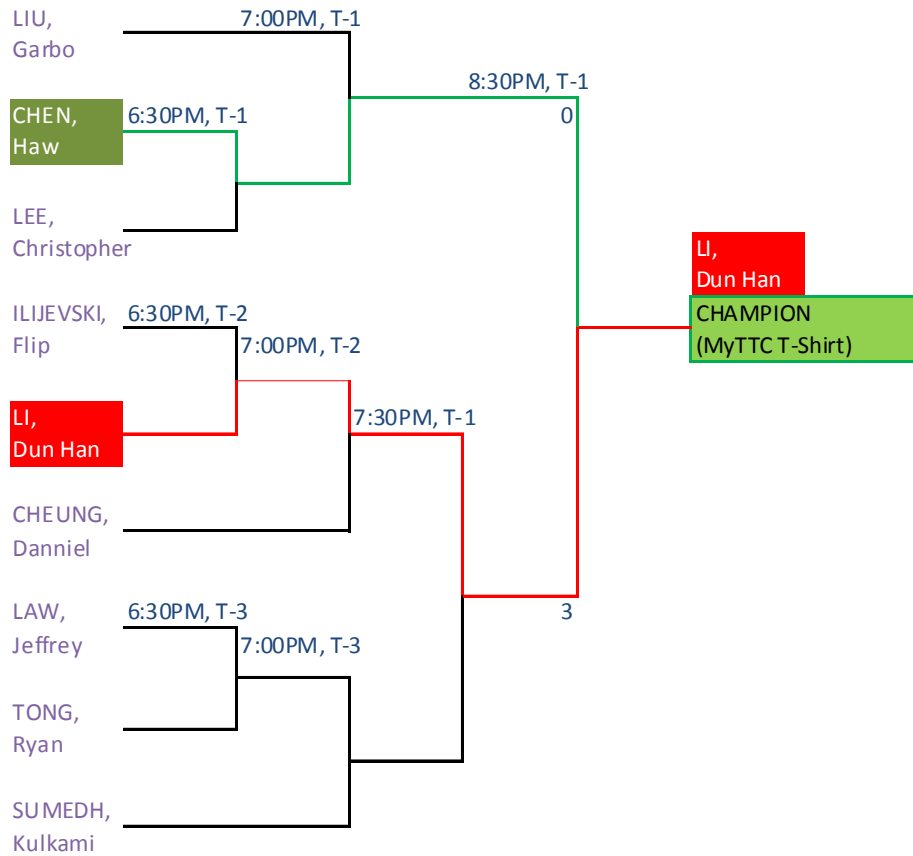 LIU,
Garbo
7:00PM, T-1
8:30PM, T-1
0
CHEN,
Haw
6:30PM, T-1
LEE,
Christopher
LI,
Dun Han
CHAMPION
(MyTTC T-Shirt)
ILIJEVSKI,
Flip
6:30PM, T-2
7:00PM, T-2
LI,
Dun Han
7:30PM, T-1
CHEUNG,
Danniel
3
LAW,
Jeffrey
6:30PM, T-3
7:00PM, T-3
TONG,
Ryan
SUMEDH,
Kulkami